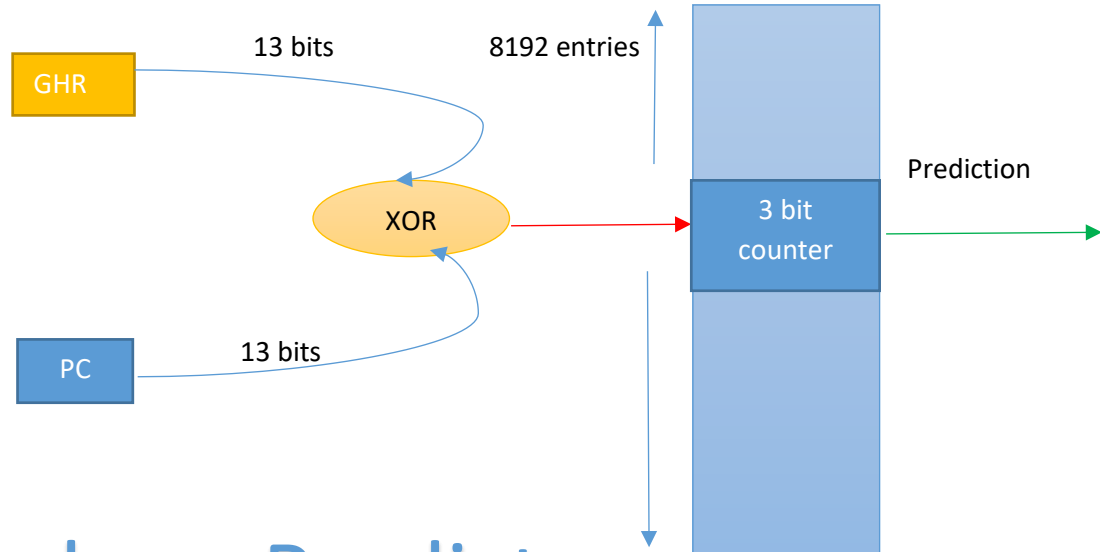 13 bits
8192 entries
GHR
Prediction
XOR
3 bit
counter
13 bits
PC